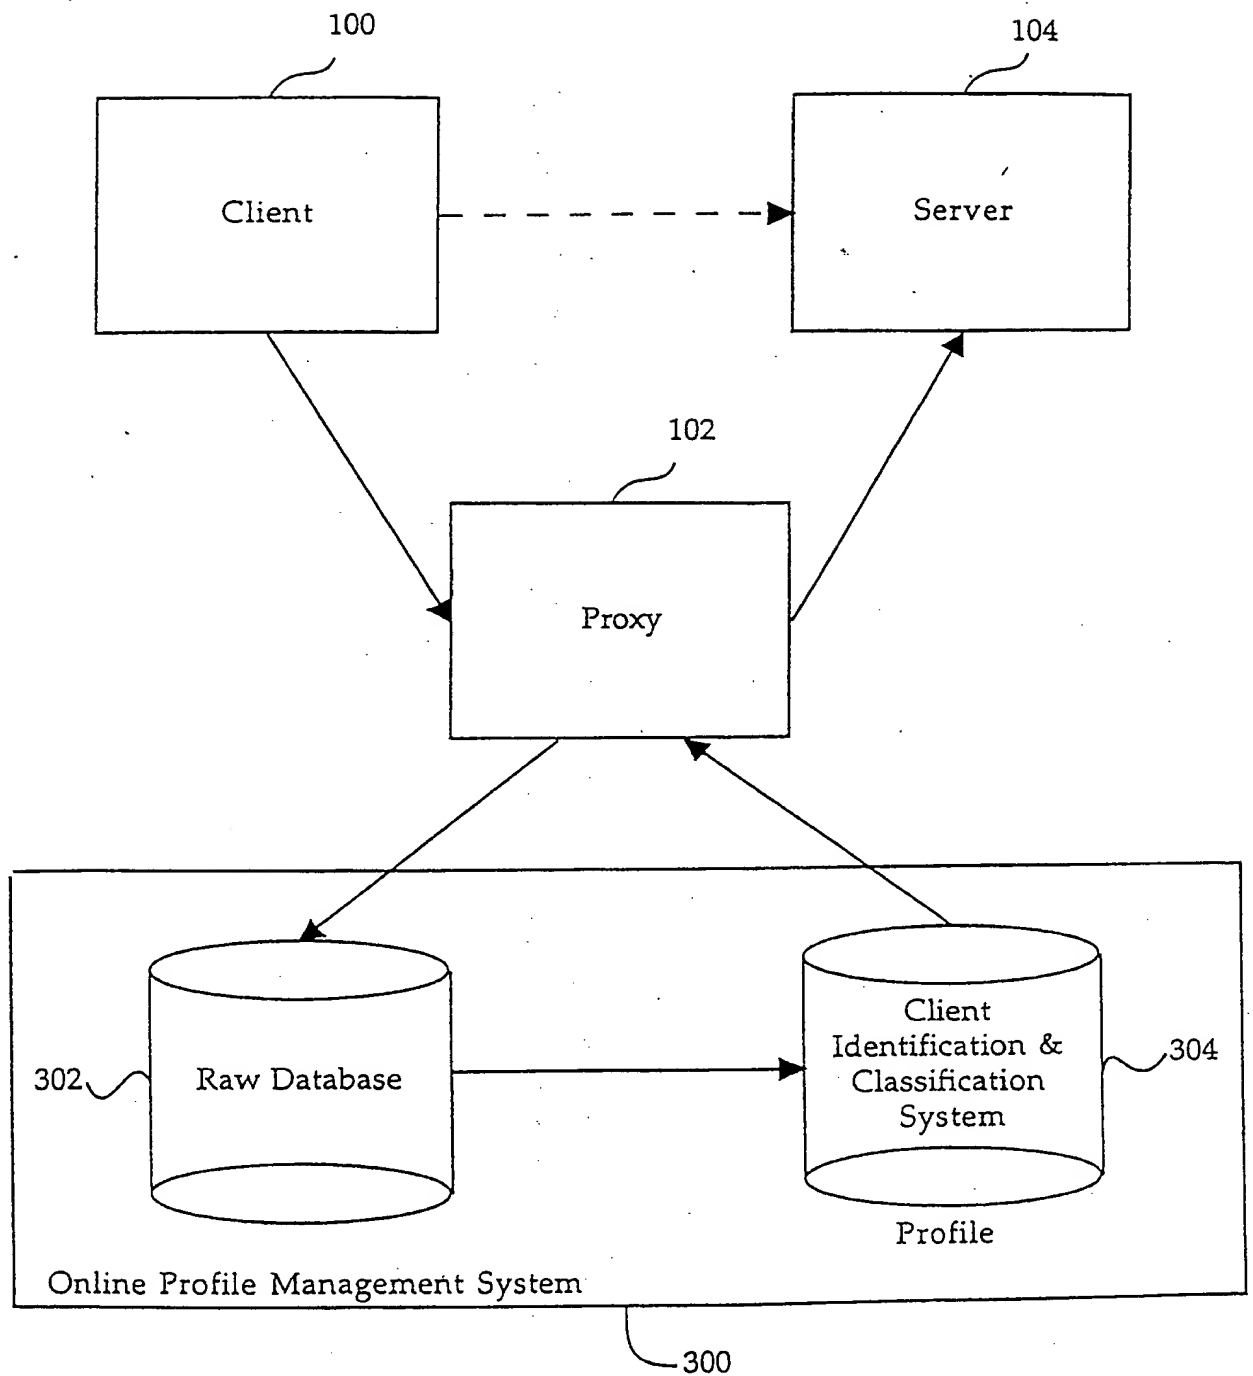 100
104
Client
Server
102
Proxy
Client
Identification &
Classification
System
304
302
Raw Database
Profile
Online Profile Management System
300